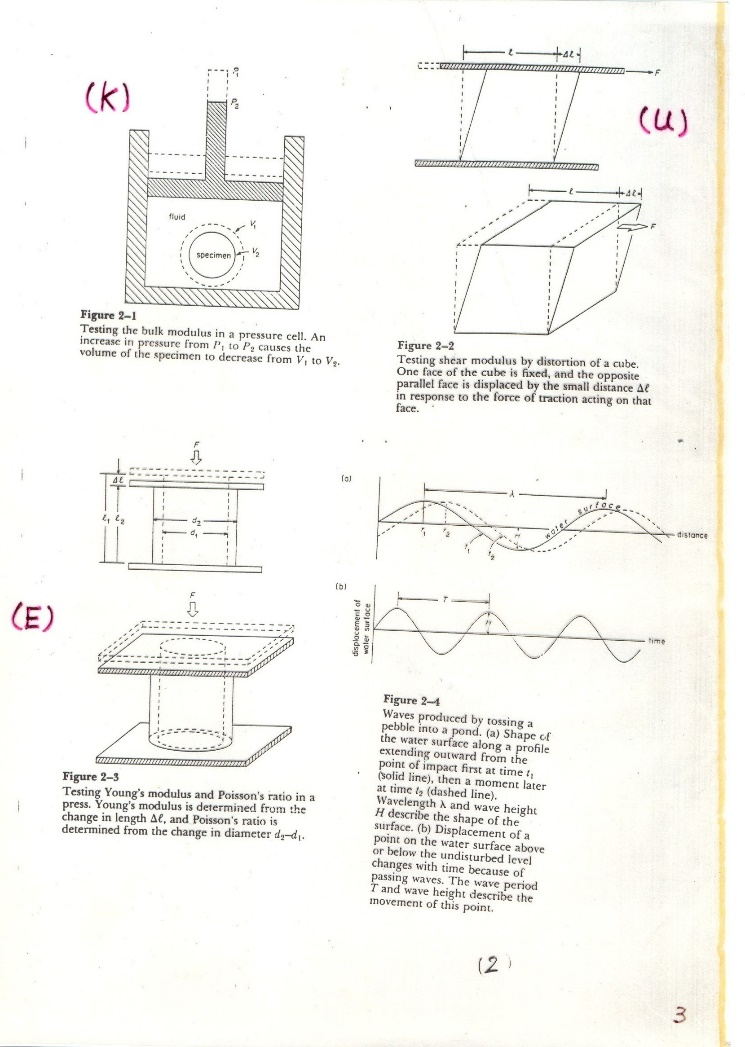 (K)
P₁
P₂
fluid
V₁
specimen
V₂
Figure 2–1
Testing the bulk modulus in a pressure cell. An
increase in pressure from P₁ to P₂ causes the
volume of the specimen to decrease from V₁ to V₂.
ℓ
Δℓ
F
(U)
ℓ
Δℓ
F
Figure 2–2
Testing shear modulus by distortion of a cube.
One face of the cube is fixed, and the opposite
parallel face is displaced by the small distance Δℓ
in response to the force of traction acting on that
face.
F
Δℓ
ℓ₁
ℓ₂
d₂
d₁
(E)
F
Figure 2–3
Testing Young's modulus and Poisson's ratio in a
press. Young's modulus is determined from the
change in length Δℓ, and Poisson's ratio is
determined from the change in diameter d₂–d₁.
(a)
λ
water surface
t₁
t₂
H
distance
(b)
displacement of
water surface
T
H
time
Figure 2–4
Waves produced by tossing a
pebble into a pond. (a) Shape of
the water surface along a profile
extending outward from the
point of impact first at time t₁
(solid line), then a moment later
at time t₂ (dashed line).
Wavelength λ and wave height
H describe the shape of the
surface. (b) Displacement of a
point on the water surface above
or below the undisturbed level
changes with time because of
passing waves. The wave period
T and wave height describe the
movement of this point.
(2)
3